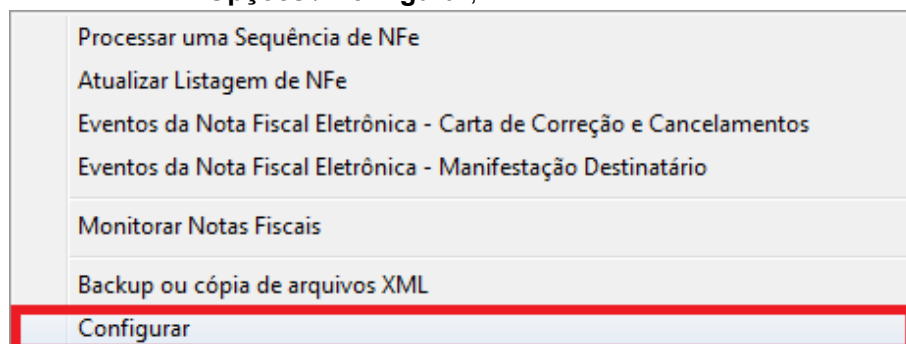 Processar uma Sequência de NFe
Atualizar Listagem de NFe
Eventos da Nota Fiscal Eletrônica - Carta de Correção e Cancelamentos
Eventos da Nota Fiscal Eletrônica - Manifestação Destinatário
Monitorar Notas Fiscais
Backup ou cópia de arquivos XML
Configurar